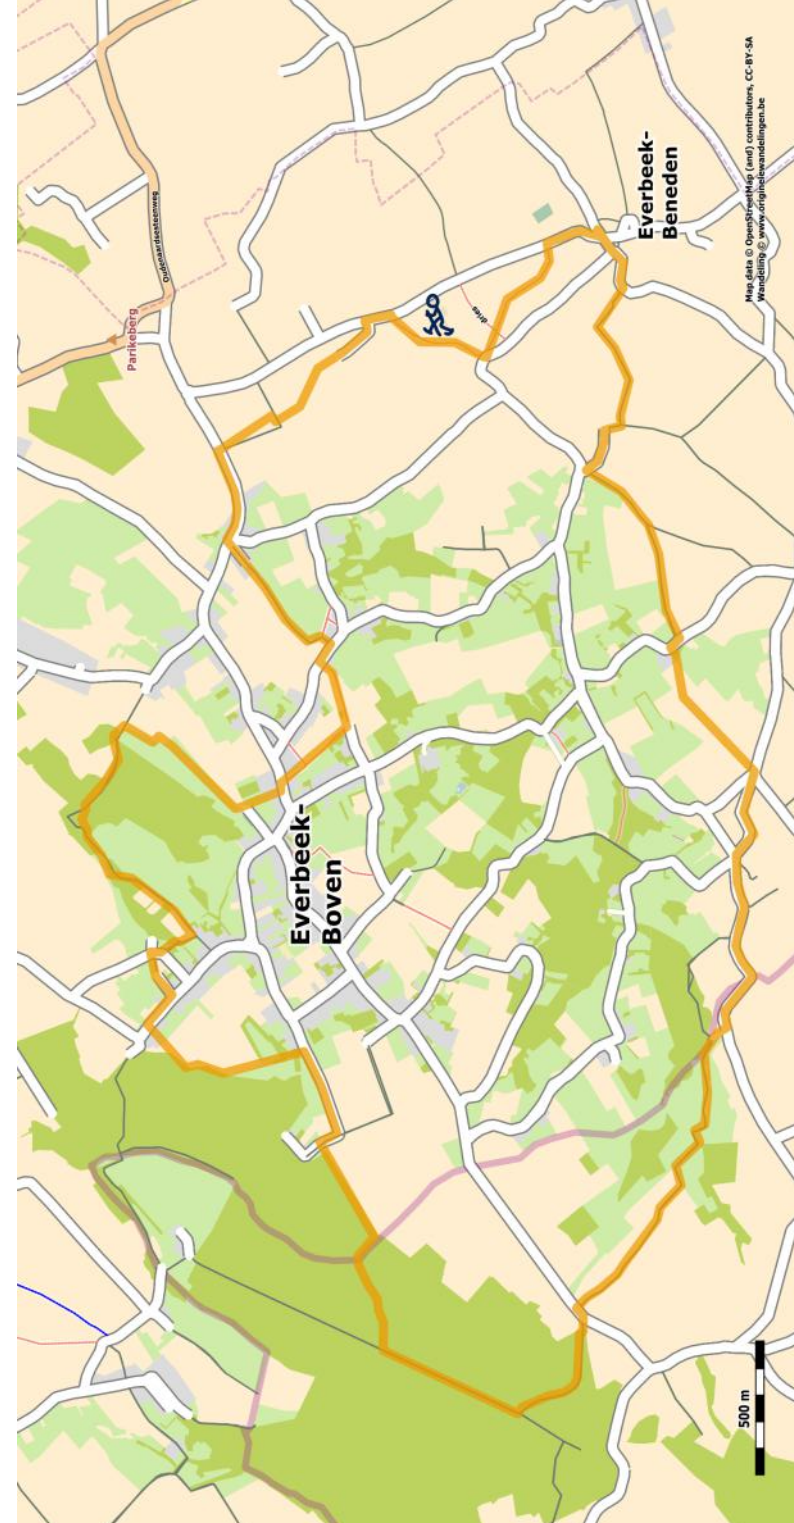 Oudenaardsesteenweg
Parikeberg
dries
Everbeek-
Beneden
Everbeek-
Boven
Map data © OpenStreetMap (and) contributors, CC-BY-SA
Wandeling © www.originelewandelingen.be
500 m